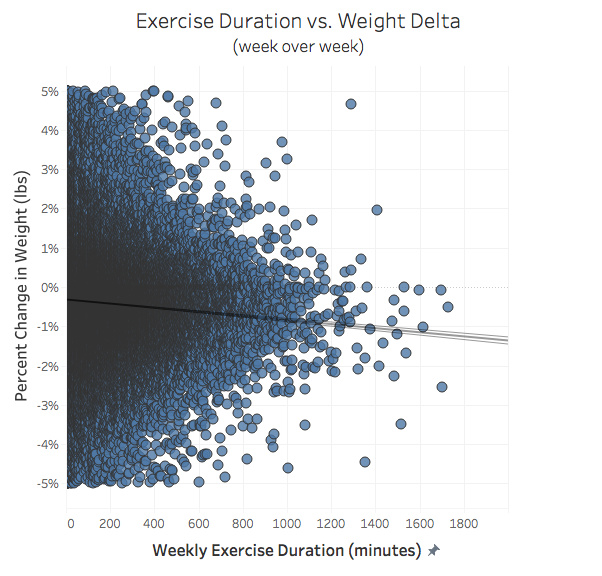 Exercise Duration vs. Weight Delta
(week over week)
Percent Change in Weight (lbs)
5%
4%
3%
2%
1%
0%
-1%
-2%
-3%
-4%
-5%
0 200 400 600 800 1000 1200 1400 1600 1800
Weekly Exercise Duration (minutes)